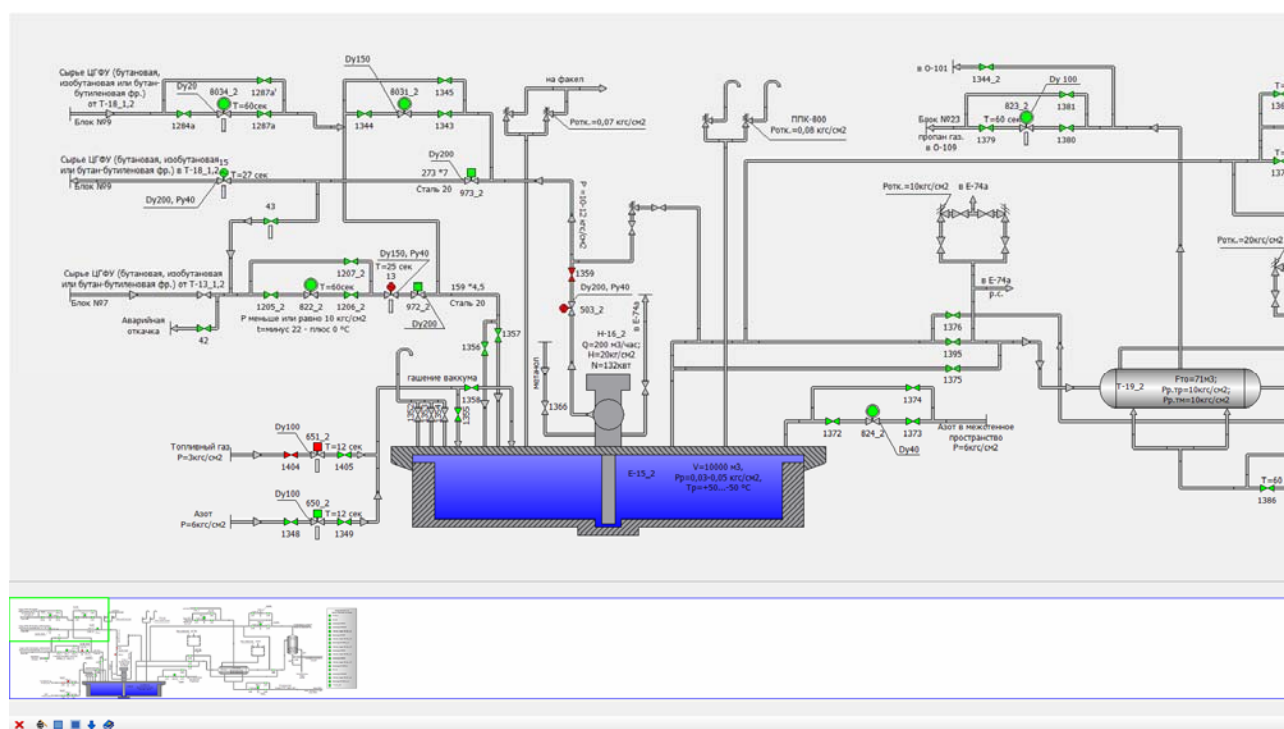 Сырье ЦГФУ (бутановая,
изобутановая или бутан-
бутиленовая фр.)
от Т-18_1,2
Блок №9
Dy20
8034_2
1287а'
Т=60сек
1284а
1287а
Dy150
8031_2
1345
1344
1343
на факел
Ротк.=0,07 кгс/см2
ППК-800
Ротк.=0,08 кгс/см2
в О-101
1344_2
Dy 100
823_2
1381
Блок №23
Т=60 сек
пропан газ.
в О-109
1379
1380
Сырье ЦГФУ (бутановая, изобутановая
или бутан-бутиленовая фр.) в Т-18_1,2
Блок №9
15
Т=27 сек
Dy200, Ру40
Dy200
273 *7
Сталь 20
973_2
Р =10-12 кгс/см2
43
Ротк.=10кгс/см2
в Е-74а
Ротк.=20кгс/см2
Сырье ЦГФУ (бутановая, изобутановая
или бутан-бутиленовая фр.) от Т-13_1,2
Блок №7
1207_2
Т=60сек
1205_2
822_2
1206_2
Dy150, Ру40
Т=25 сек
13
972_2
Dy200
159 *4,5
Сталь 20
Р меньше или равно 10 кгс/см2
t=минус 22 - плюс 0 °С
Аварийная
откачка
42
1359
Dy200, Ру40
503_2
в Е-74а
Н-16_2
Q=200 м3/час;
Н=20кг/см2
N=132квт
метанол
1366
1356
1357
в Е-74а
р.с.
1376
1395
1375
гашение ваккума
1358
1355
Т-19_2
Fто=71м3;
Рр.тр=10кгс/см2;
Рр.тм=10кгс/см2
1374
1372
824_2
1373
Dy40
Азот в межстенное
пространство
Р=6кгс/см2
Топливный газ
Р=3кгс/см2
Dy100
651_2
Т=12 сек
1404
1405
Азот
Р=6кгс/см2
Dy100
650_2
Т=12 сек
1348
1349
Е-15_2
V=10000 м3,
Рр=0,03-0,05 кгс/см2,
Тр=+50...-50 °С
Т=60
1386